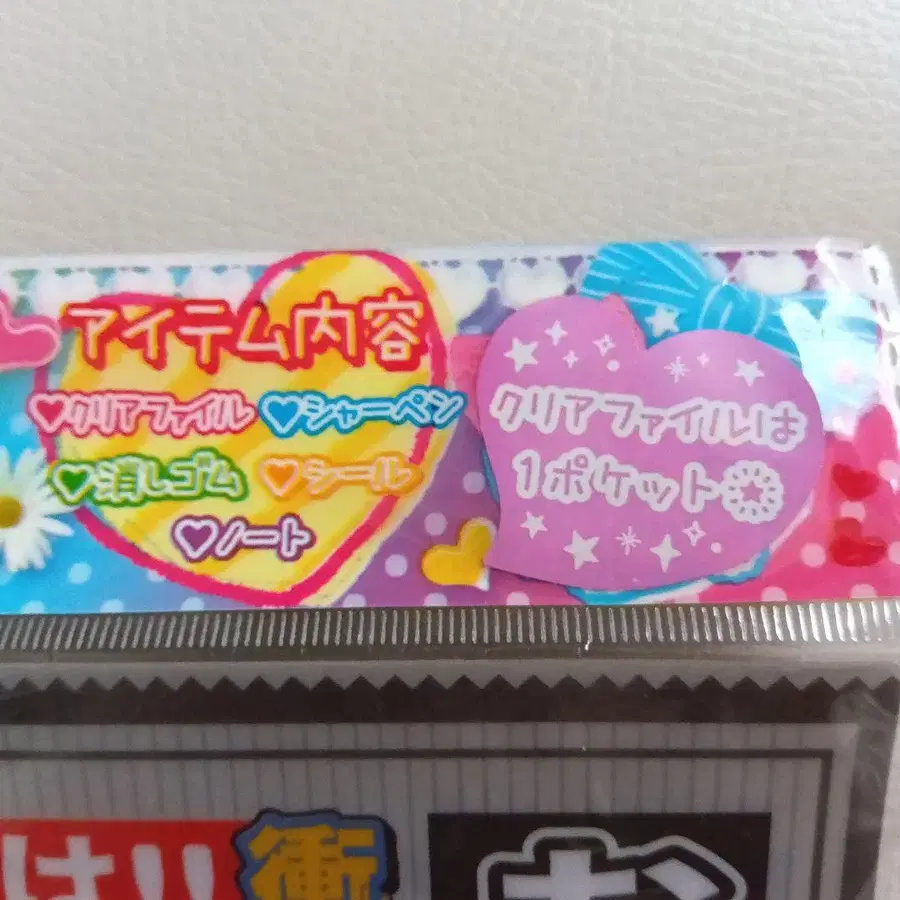 アイテム内容
♡クリアファイル ♡シャーペン
♡消しゴム ♡シール
♡ノート
クリアファイルは
1ポケット
は!!
衝